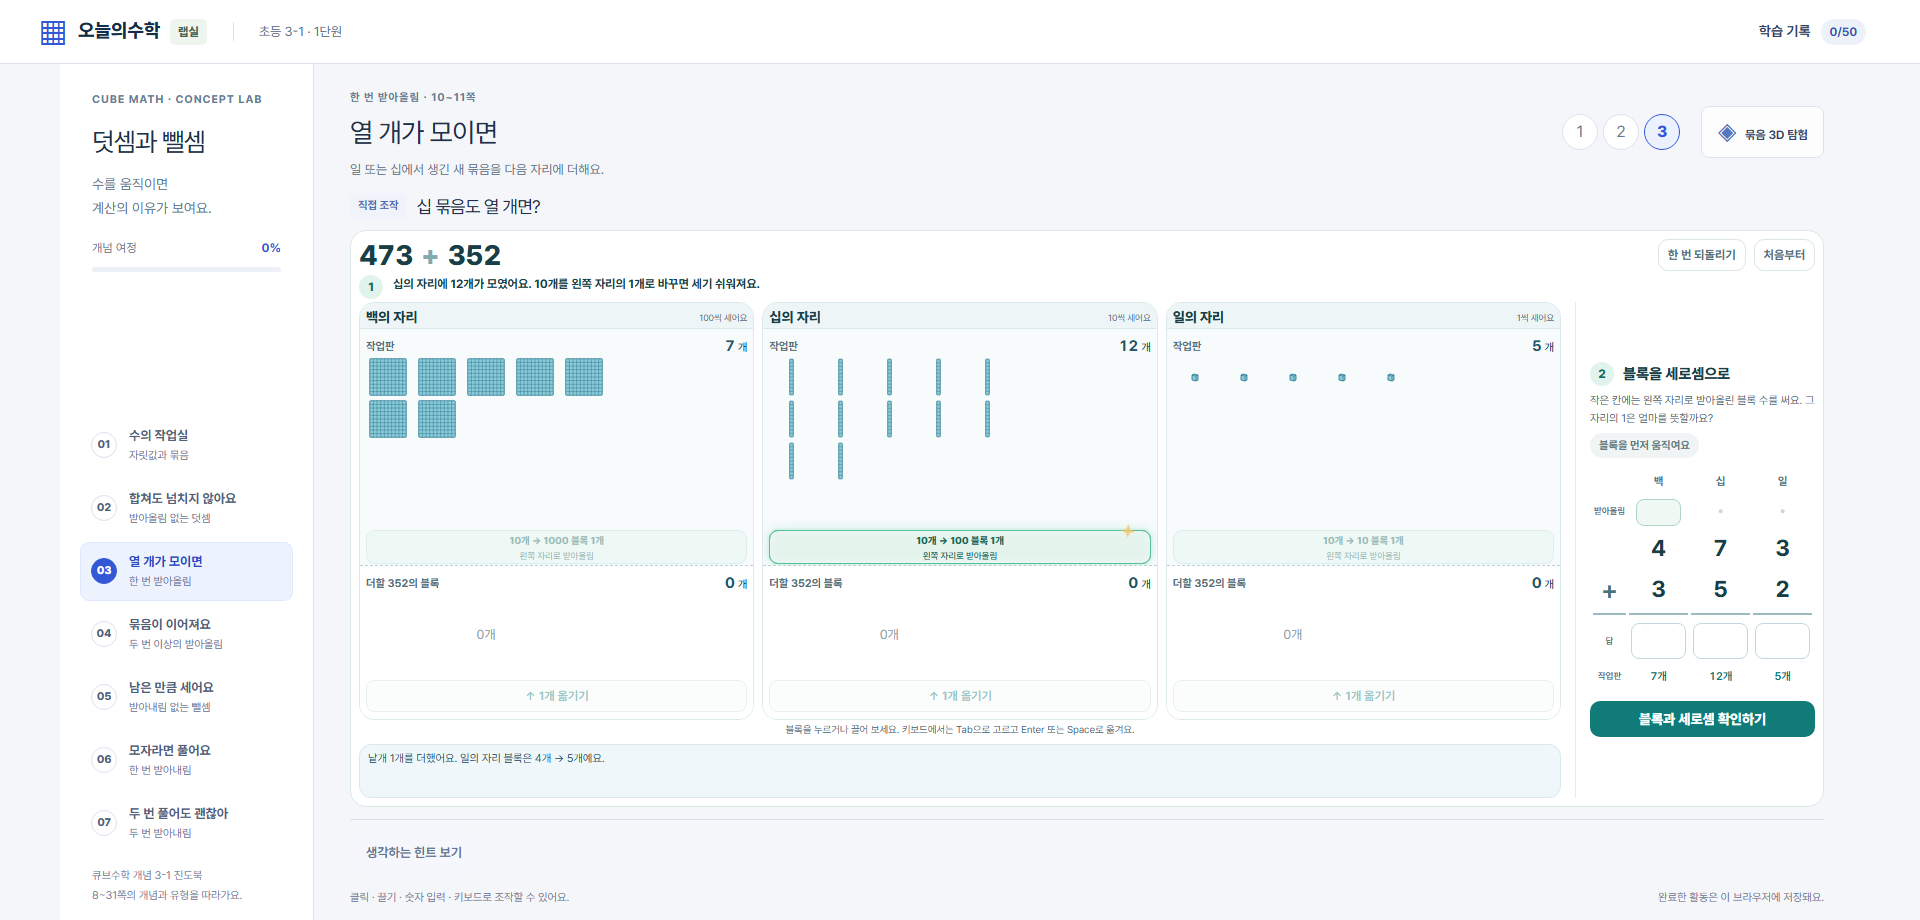 오늘의수학
랩실
초등 3-1 · 1단원
학습 기록
0/50
CUBE MATH · CONCEPT LAB
덧셈과 뺄셈
수를 움직이면
계산의 이유가 보여요.
개념 여정
0%
01
수의 작업실
자릿값과 묶음
02
합쳐도 넘치지 않아요
받아올림 없는 덧셈
03
열 개가 모이면
한 번 받아올림
04
묶음이 이어져요
두 번 이상의 받아올림
05
남은 만큼 세어요
받아내림 없는 뺄셈
06
모자라면 풀어요
한 번 받아내림
07
두 번 풀어도 괜찮아
두 번 받아내림
큐브수학 개념 3-1 진도북
8~31쪽의 개념과 유형을 따라가요.
한 번 받아올림 · 10~11쪽
열 개가 모이면
일 또는 십에서 생긴 새 묶음을 다음 자리에 더해요.
1
2
3
묶음 3D 탐험
직접 조작
십 묶음도 열 개면?
473 + 352
한 번 되돌리기
처음부터
1
십의 자리에 12개가 모였어요. 10개를 왼쪽 자리의 1개로 바꾸면 세기 쉬워져요.
백의 자리
100씩 세어요
작업판
7 개
10개 → 1000 블록 1개
왼쪽 자리로 받아올림
더할 352의 블록
0 개
0개
↑ 1개 옮기기
십의 자리
10씩 세어요
작업판
12 개
10개 → 100 블록 1개
왼쪽 자리로 받아올림
더할 352의 블록
0 개
0개
↑ 1개 옮기기
일의 자리
1씩 세어요
작업판
5 개
10개 → 10 블록 1개
왼쪽 자리로 받아올림
더할 352의 블록
0 개
0개
↑ 1개 옮기기
블록을 누르거나 끌어 보세요. 키보드에서는 Tab으로 고르고 Enter 또는 Space로 옮겨요.
낱개 1개를 더했어요. 일의 자리 블록은 4개 → 5개예요.
2
블록을 세로셈으로
작은 칸에는 왼쪽 자리로 받아올린 블록 수를 써요. 그
자리의 1은 얼마를 뜻할까요?
블록을 먼저 움직여요
백 십 일
받아올림
4 7 3
+ 3 5 2
답
작업판 7개 12개 5개
블록과 세로셈 확인하기
생각하는 힌트 보기
클릭 · 끌기 · 숫자 입력 · 키보드로 조작할 수 있어요.
완료한 활동은 이 브라우저에 저장돼요.